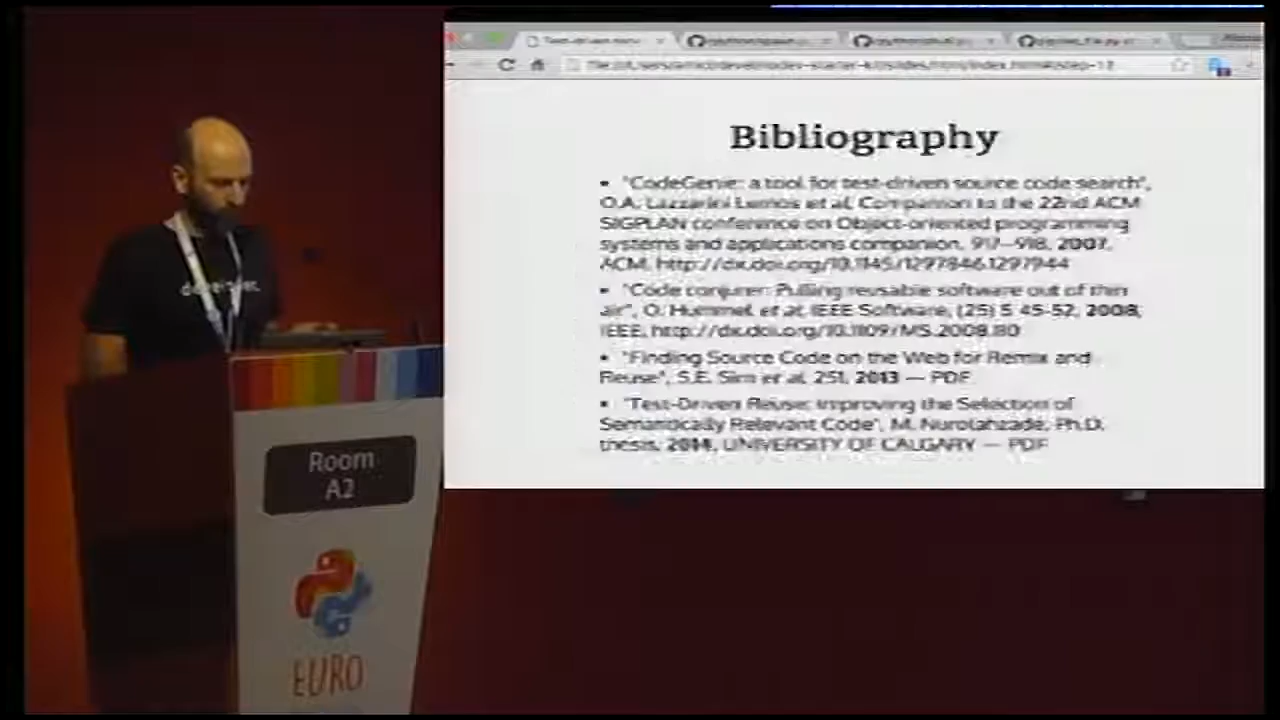 Bibliography
• "CodeGenie: a tool for test-driven source code search",
O.A. Lazzarini Lemos et al, Companion to the 22nd ACM
SIGPLAN conference on Object-oriented programming
systems and applications companion, 917–918, 2007,
ACM, http://dx.doi.org/10.1145/1297846.1297944
• "Code conjurer: Pulling reusable software out of thin
air", O. Hummel et al, IEEE Software, (25) 5 45-52, 2008,
IEEE, http://dx.doi.org/10.1109/MS.2008.110
• "Finding Source Code on the Web for Remix and
Reuse", S.E. Sim et al, 251, 2013 — PDF
• "Test-Driven Reuse: Improving the Selection of
Semantically Relevant Code", M. Nurolahzade, Ph.D.
thesis, 2014, UNIVERSITY OF CALGARY — PDF
Room
A2
EURO